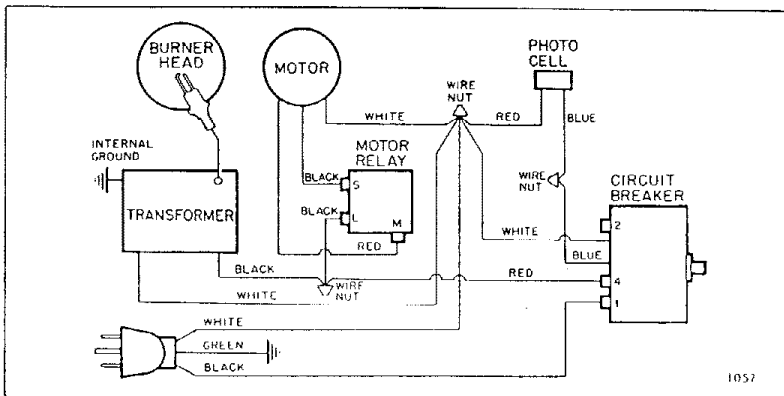 BURNER
HEAD
MOTOR
PHOTO
CELL
WIRE
NUT
WHITE
RED
BLUE
INTERNAL
GROUND
MOTOR
RELAY
BLACK
S
WIRE
NUT
CIRCUIT
BREAKER
TRANSFORMER
BLACK
L
M
2
WHITE
RED
BLUE
BLACK
WIRE
NUT
RED
4
WHITE
1
WHITE
GREEN
BLACK
1057